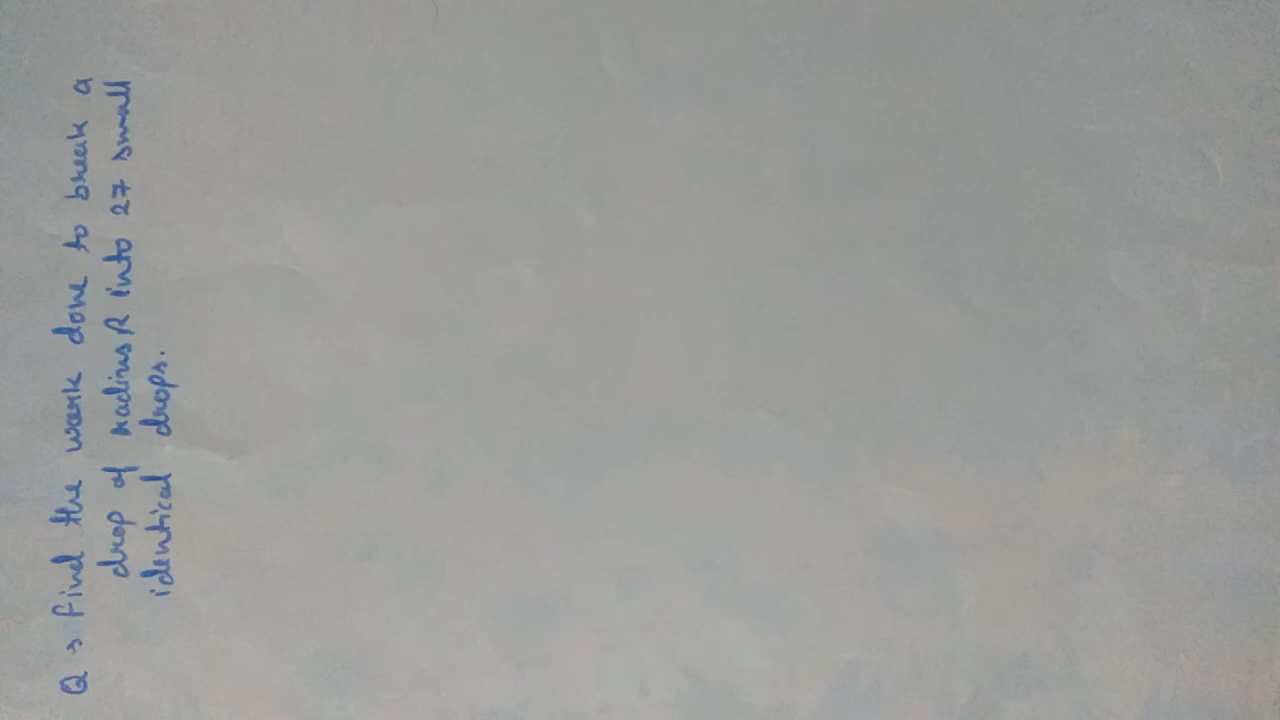 Q → Find the work done to break a
drop of radius R into 27 small
identical drops.